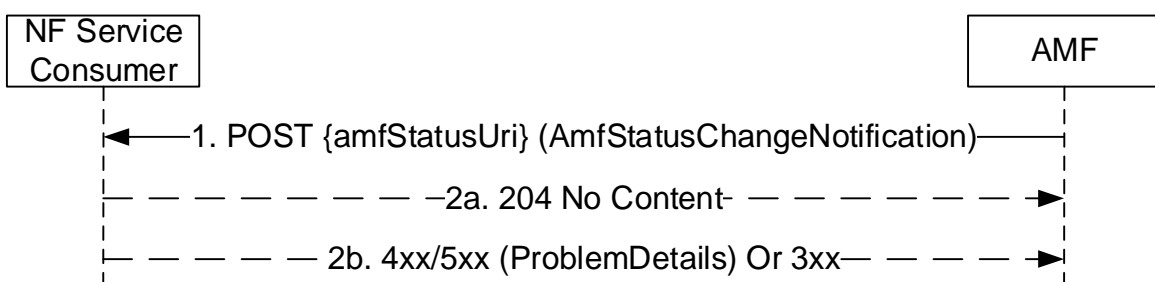 NF Service
Consumer
AMF
1. POST {amfStatusUri} (AmfStatusChangeNotification)
2a. 204 No Content
2b. 4xx/5xx (ProblemDetails) Or 3xx